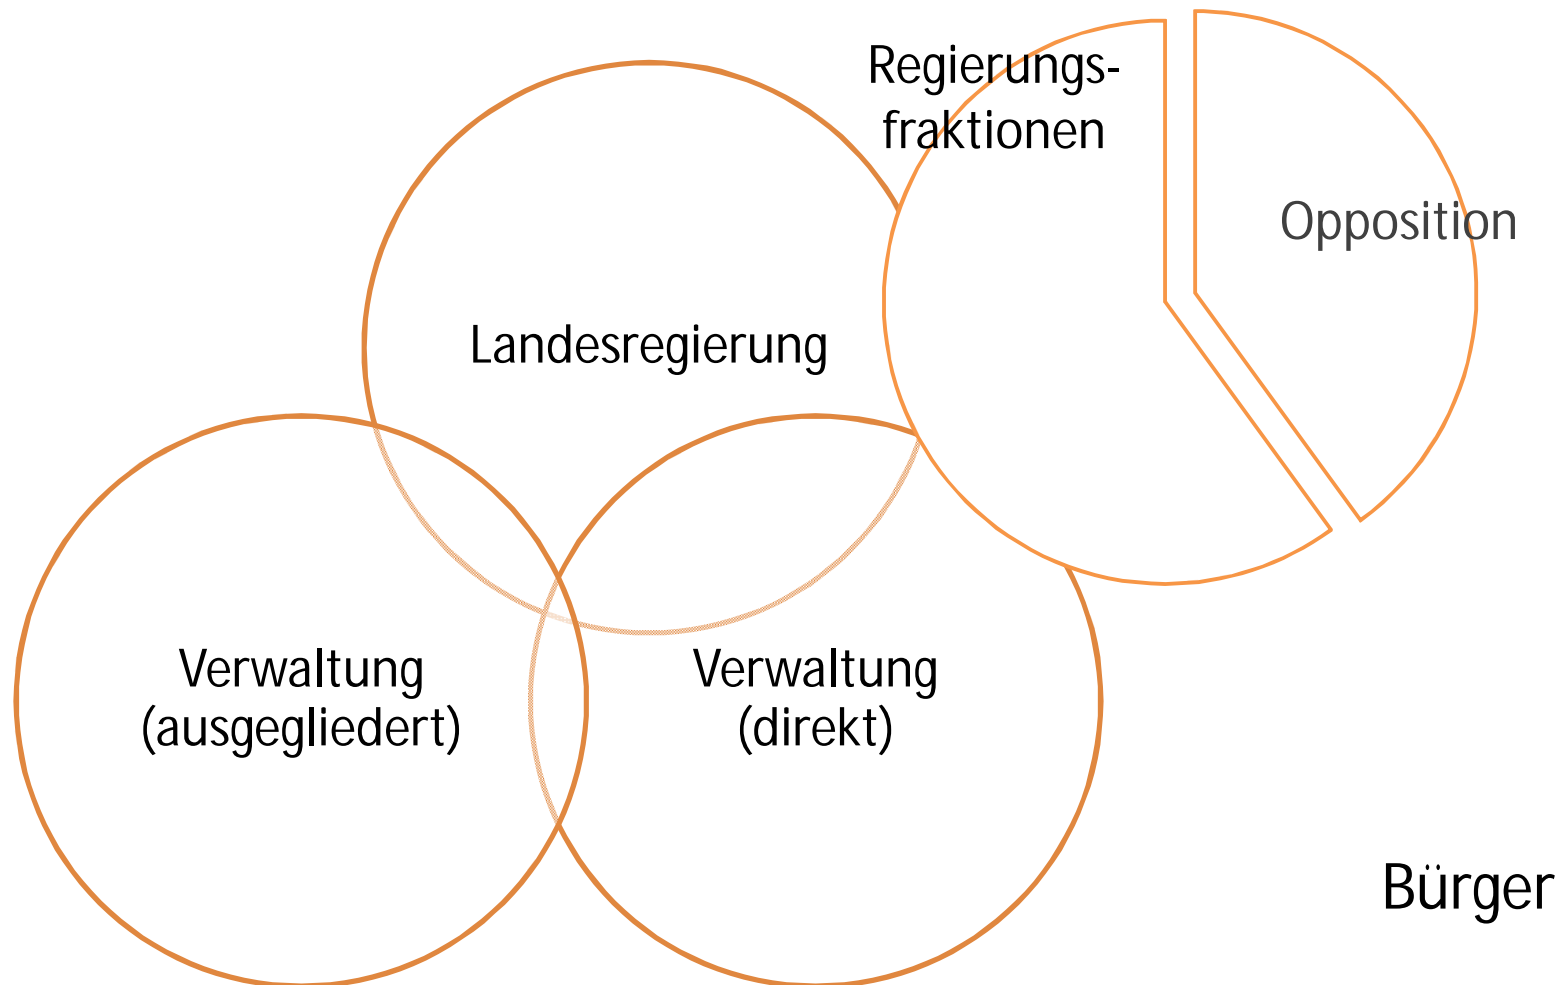 Regierungs-
fraktionen
Opposition
Landesregierung
Verwaltung
(ausgegliedert)
Verwaltung
(direkt)
Bürger